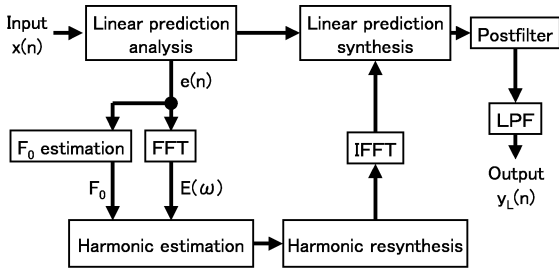 Input
x(n)
Linear prediction
analysis
Linear prediction
synthesis
Postfilter
e(n)
LPF
F₀ estimation
FFT
IFFT
Output
y_L(n)
F₀
E(ω)
Harmonic estimation
Harmonic resynthesis